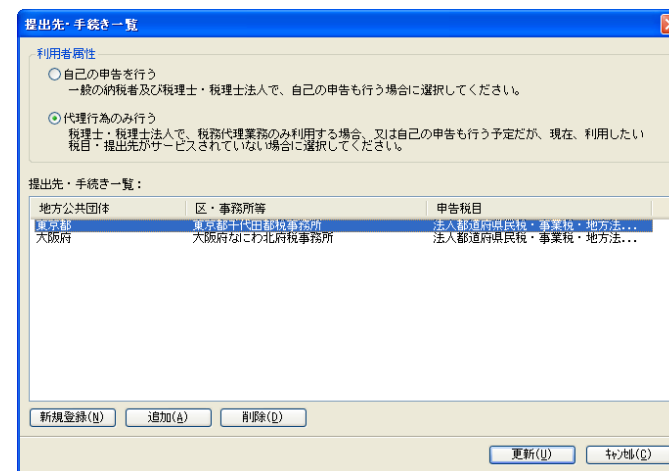 提出先・手続き一覧
利用者属性
自己の申告を行う
一般の納税者及び税理士・税理士法人で、自己の申告も行う場合に選択してください。
代理行為のみ行う
税理士・税理士法人で、税務代理業務のみ利用する場合、又は自己の申告も行う予定だが、現在、利用したい
税目・提出先がサービスされていない場合に選択してください。
提出先・手続き一覧：
地方公共団体 区・事務所等 申告税目
東京都 東京都千代田都税事務所 法人都道府県民税・事業税・地方法...
大阪府 大阪府なにわ北府税事務所 法人都道府県民税・事業税・地方法...
新規登録(N) 追加(A) 削除(D)
更新(U) ｷｬﾝｾﾙ(C)